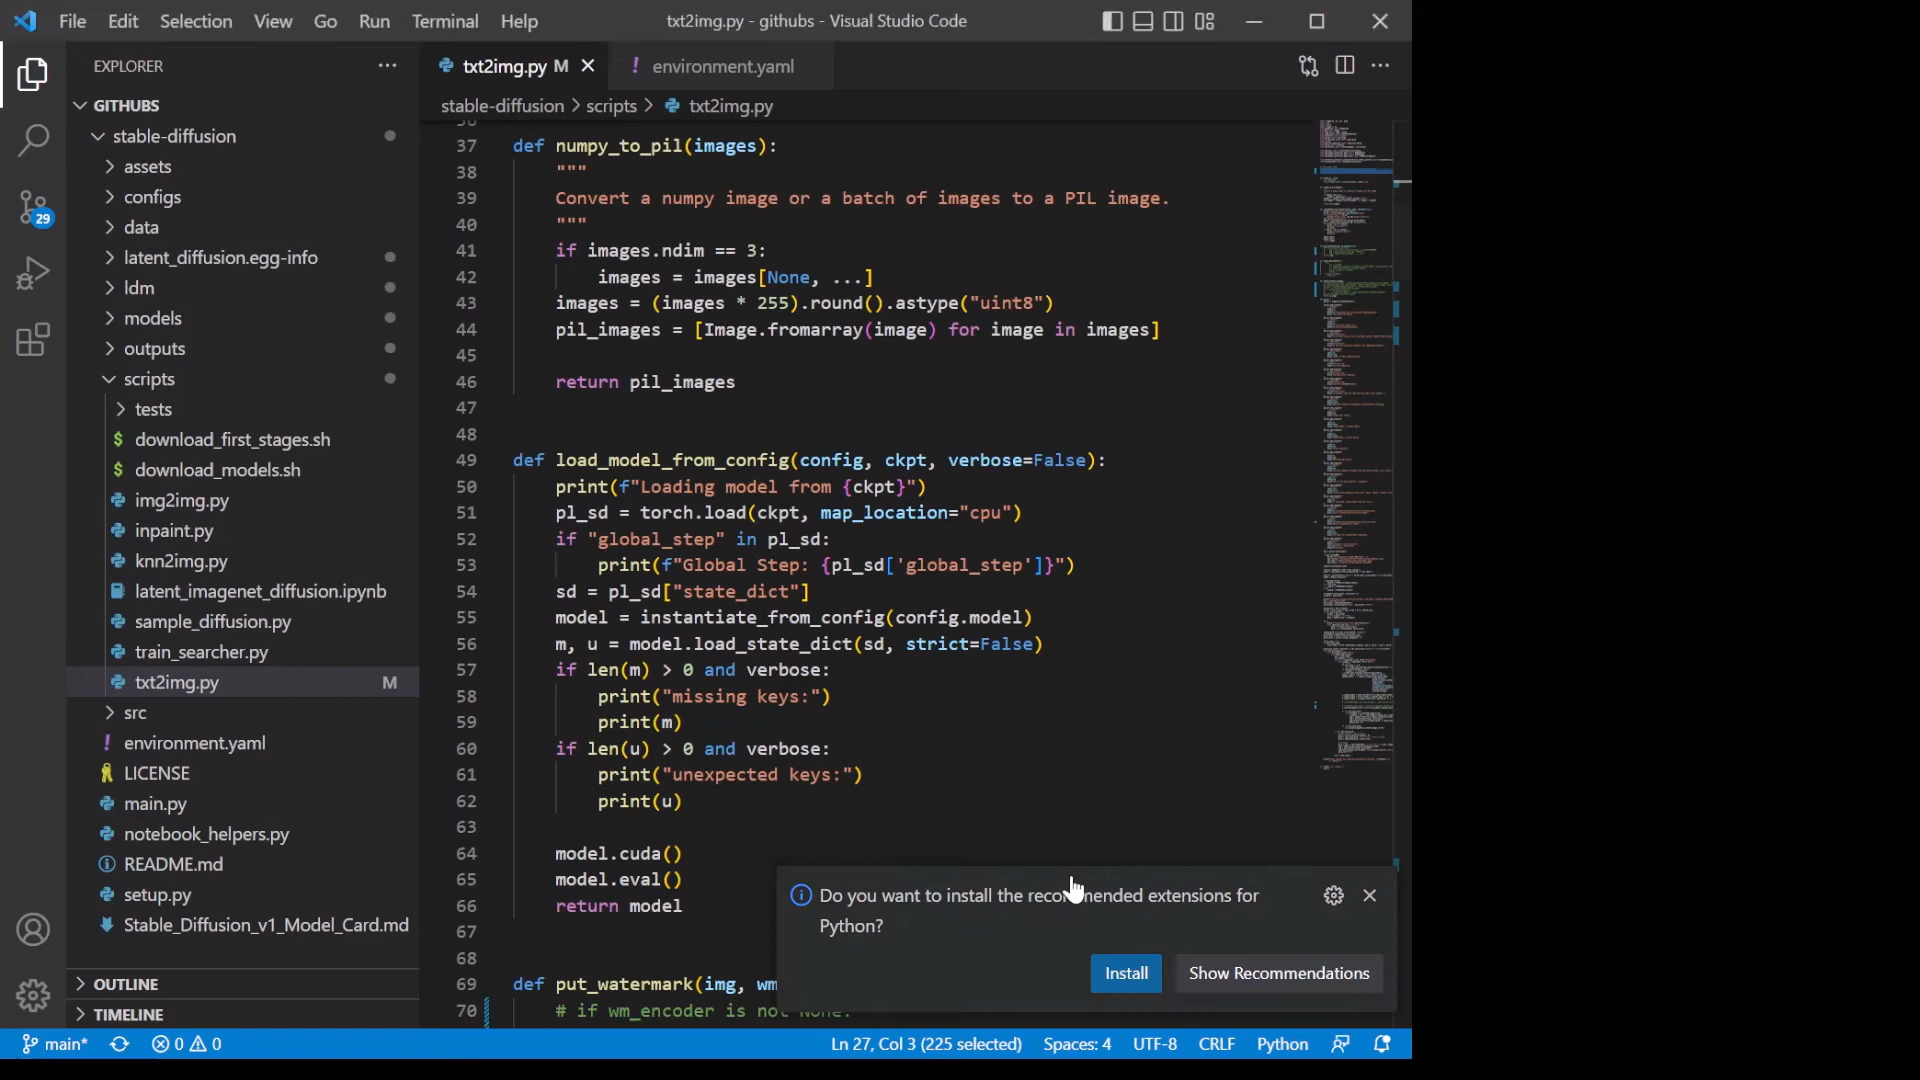 File Edit Selection View Go Run Terminal Help txt2img.py - githubs - Visual Studio Code
EXPLORER
txt2img.py M
environment.yaml
GITHUBS
stable-diffusion > scripts > txt2img.py
stable-diffusion
assets
configs
data
latent_diffusion.egg-info
ldm
models
outputs
scripts
tests
download_first_stages.sh
download_models.sh
img2img.py
inpaint.py
knn2img.py
latent_imagenet_diffusion.ipynb
sample_diffusion.py
train_searcher.py
txt2img.py M
src
environment.yaml
LICENSE
main.py
notebook_helpers.py
README.md
setup.py
Stable_Diffusion_v1_Model_Card.md
OUTLINE
TIMELINE
29
36
37 def numpy_to_pil(images):
38 """
39 Convert a numpy image or a batch of images to a PIL image.
40 """
41 if images.ndim == 3:
42 images = images[None, ...]
43 images = (images * 255).round().astype("uint8")
44 pil_images = [Image.fromarray(image) for image in images]
45
46 return pil_images
47
48
49 def load_model_from_config(config, ckpt, verbose=False):
50 print(f"Loading model from {ckpt}")
51 pl_sd = torch.load(ckpt, map_location="cpu")
52 if "global_step" in pl_sd:
53 print(f"Global Step: {pl_sd['global_step']}")
54 sd = pl_sd["state_dict"]
55 model = instantiate_from_config(config.model)
56 m, u = model.load_state_dict(sd, strict=False)
57 if len(m) > 0 and verbose:
58 print("missing keys:")
59 print(m)
60 if len(u) > 0 and verbose:
61 print("unexpected keys:")
62 print(u)
63
64 model.cuda()
65 model.eval()
66 return model
67
68
69 def put_watermark(img, wm
70 # if wm_encoder is not None:
Do you want to install the recommended extensions for
Python?
Install Show Recommendations
main* 0 0 Ln 27, Col 3 (225 selected) Spaces: 4 UTF-8 CRLF Python